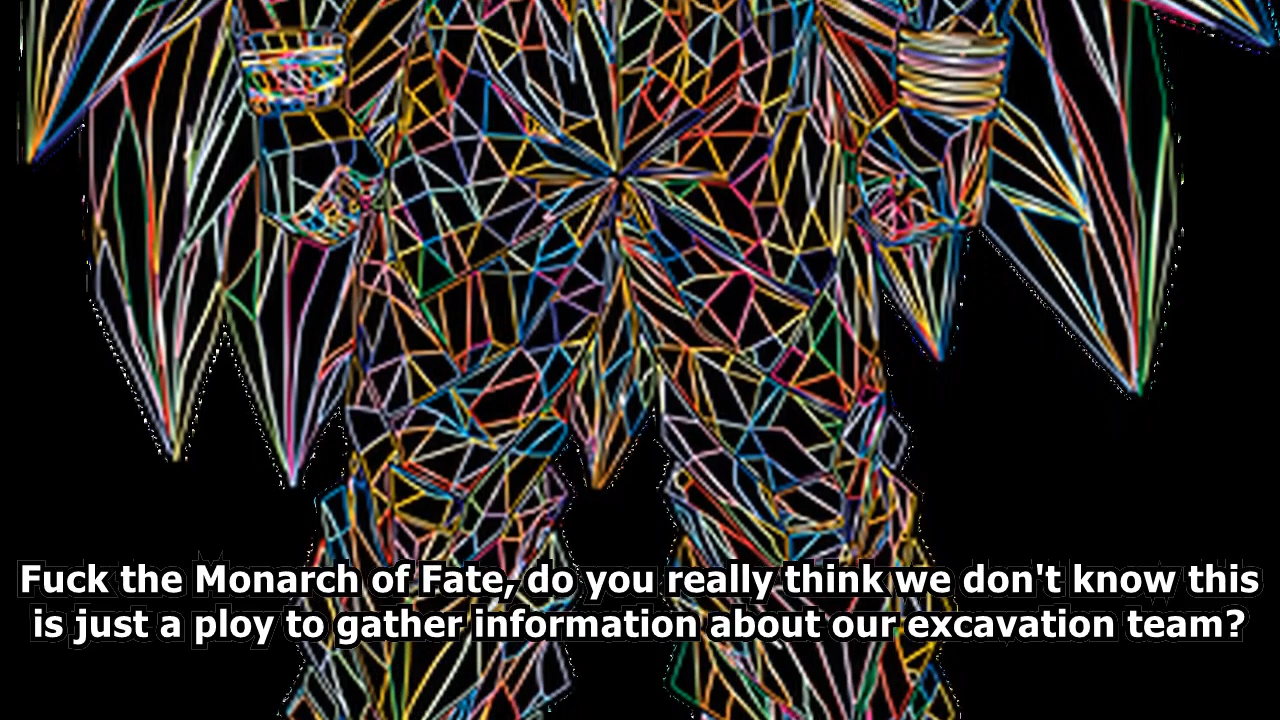 Fuck the Monarch of Fate, do you really think we don't know this
is just a ploy to gather information about our excavation team?